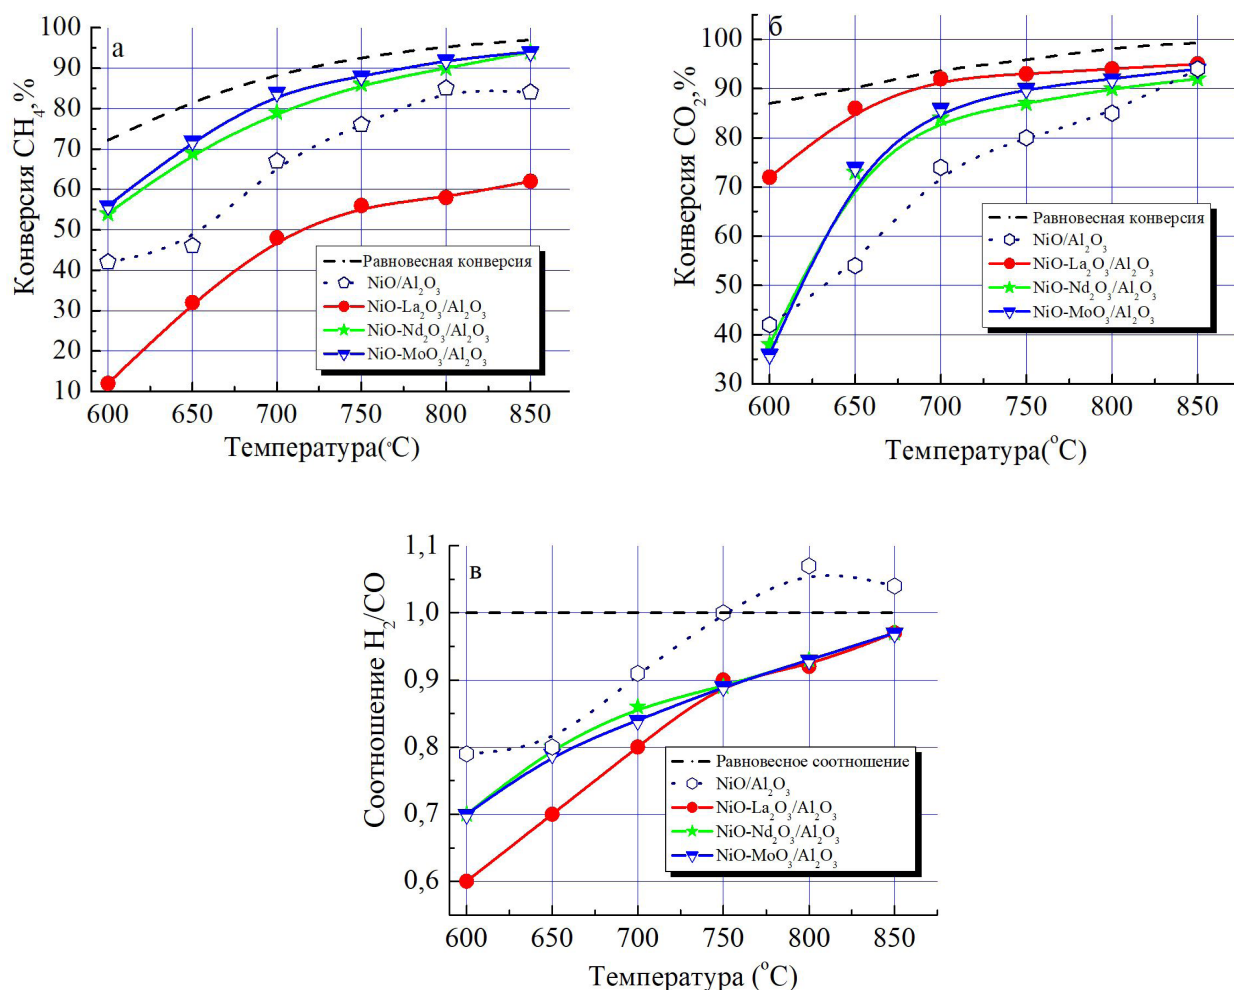 а
Конверсия CH₄,%
100
90
80
70
60
50
40
30
20
10
600 650 700 750 800 850
Температура(°C)
Равновесная конверсия
NiO/Al₂O₃
NiO-La₂O₃/Al₂O₃
NiO-Nd₂O₃/Al₂O₃
NiO-MoO₃/Al₂O₃
б
Конверсия CO₂,%
100
90
80
70
60
50
40
30
600 650 700 750 800 850
Температура(°C)
Равновесная конверсия
NiO/Al₂O₃
NiO-La₂O₃/Al₂O₃
NiO-Nd₂O₃/Al₂O₃
NiO-MoO₃/Al₂O₃
в
Соотношение H₂/CO
1,1
1,0
0,9
0,8
0,7
0,6
600 650 700 750 800 850
Температура (°C)
Равновесное соотношение
NiO/Al₂O₃
NiO-La₂O₃/Al₂O₃
NiO-Nd₂O₃/Al₂O₃
NiO-MoO₃/Al₂O₃